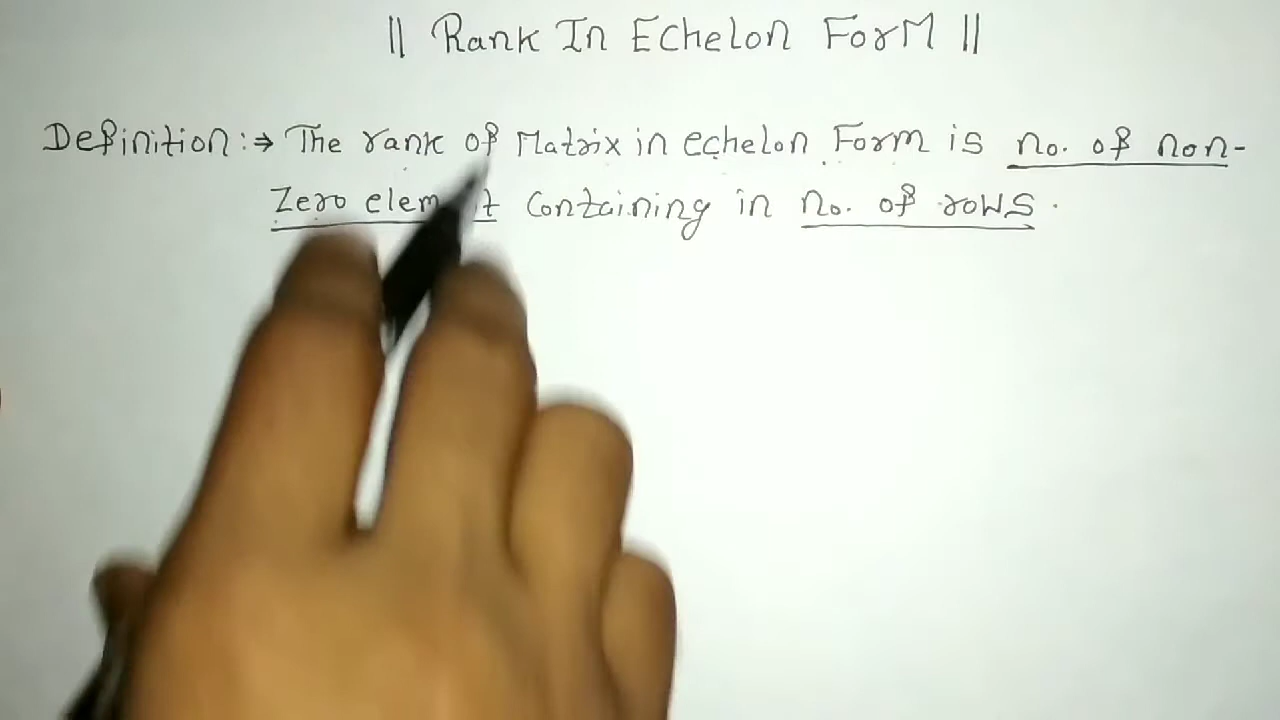 || Rank In Echelon Form ||
Definition :⇒ The rank of Matrix in echelon Form is no. of non-
Zero containing in no. of rows.